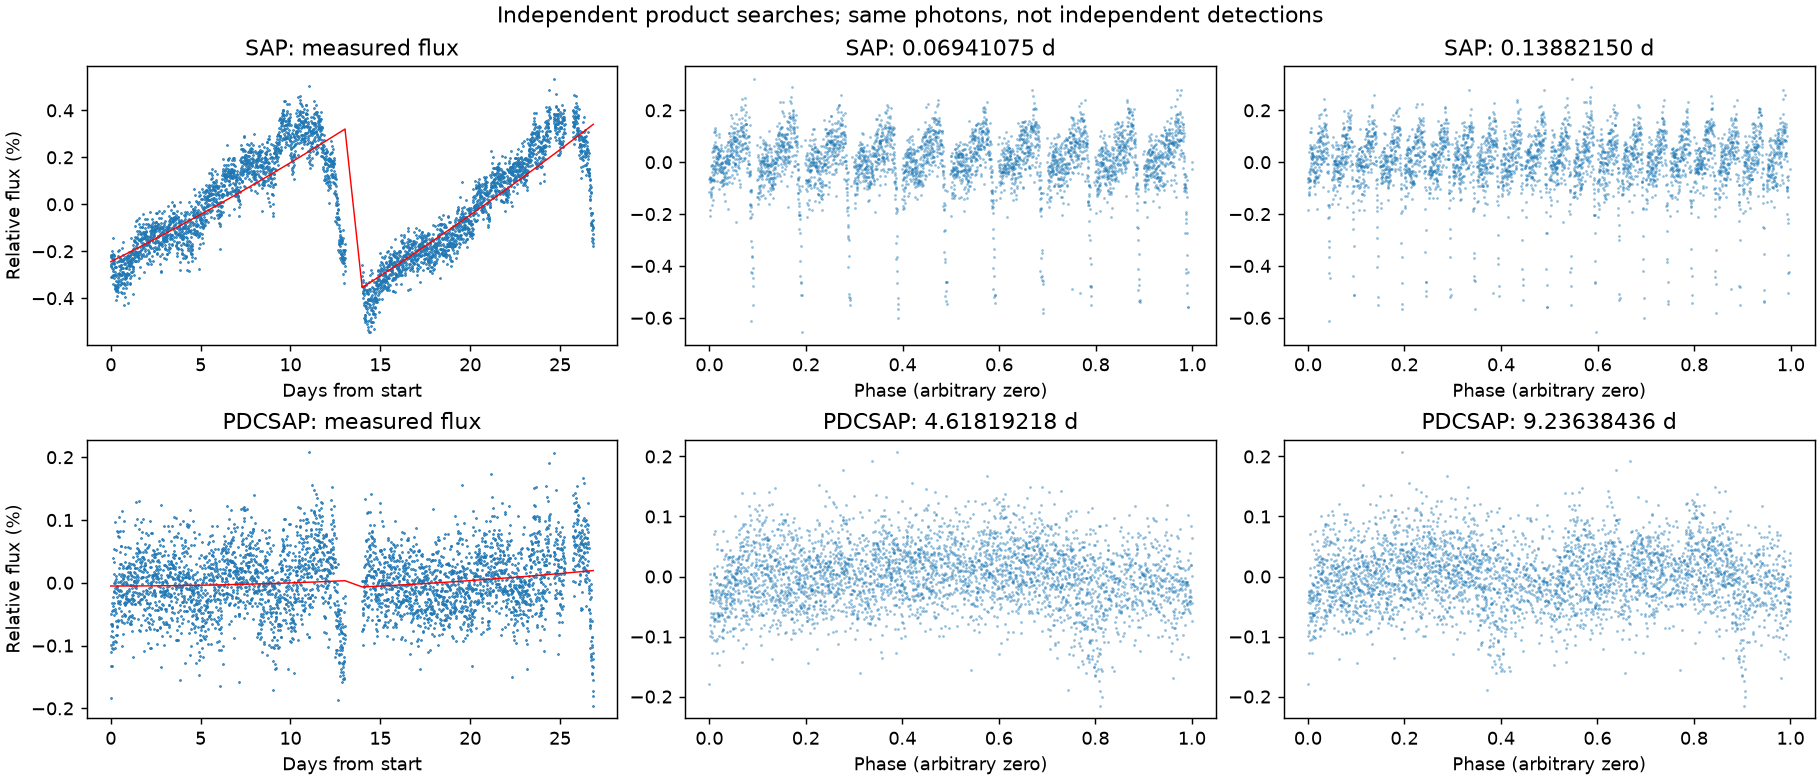 Independent product searches; same photons, not independent detections
SAP: measured flux
SAP: 0.06941075 d
SAP: 0.13882150 d
Relative flux (%)
0.4
0.2
0.0
−0.2
−0.4
0.2
0.0
−0.2
−0.4
−0.6
0.2
0.0
−0.2
−0.4
−0.6
0 5 10 15 20 25
0.0 0.2 0.4 0.6 0.8 1.0
0.0 0.2 0.4 0.6 0.8 1.0
Days from start
Phase (arbitrary zero)
Phase (arbitrary zero)
PDCSAP: measured flux
PDCSAP: 4.61819218 d
PDCSAP: 9.23638436 d
Relative flux (%)
0.2
0.1
0.0
−0.1
−0.2
0.2
0.1
0.0
−0.1
−0.2
0.2
0.1
0.0
−0.1
−0.2
0 5 10 15 20 25
0.0 0.2 0.4 0.6 0.8 1.0
0.0 0.2 0.4 0.6 0.8 1.0
Days from start
Phase (arbitrary zero)
Phase (arbitrary zero)